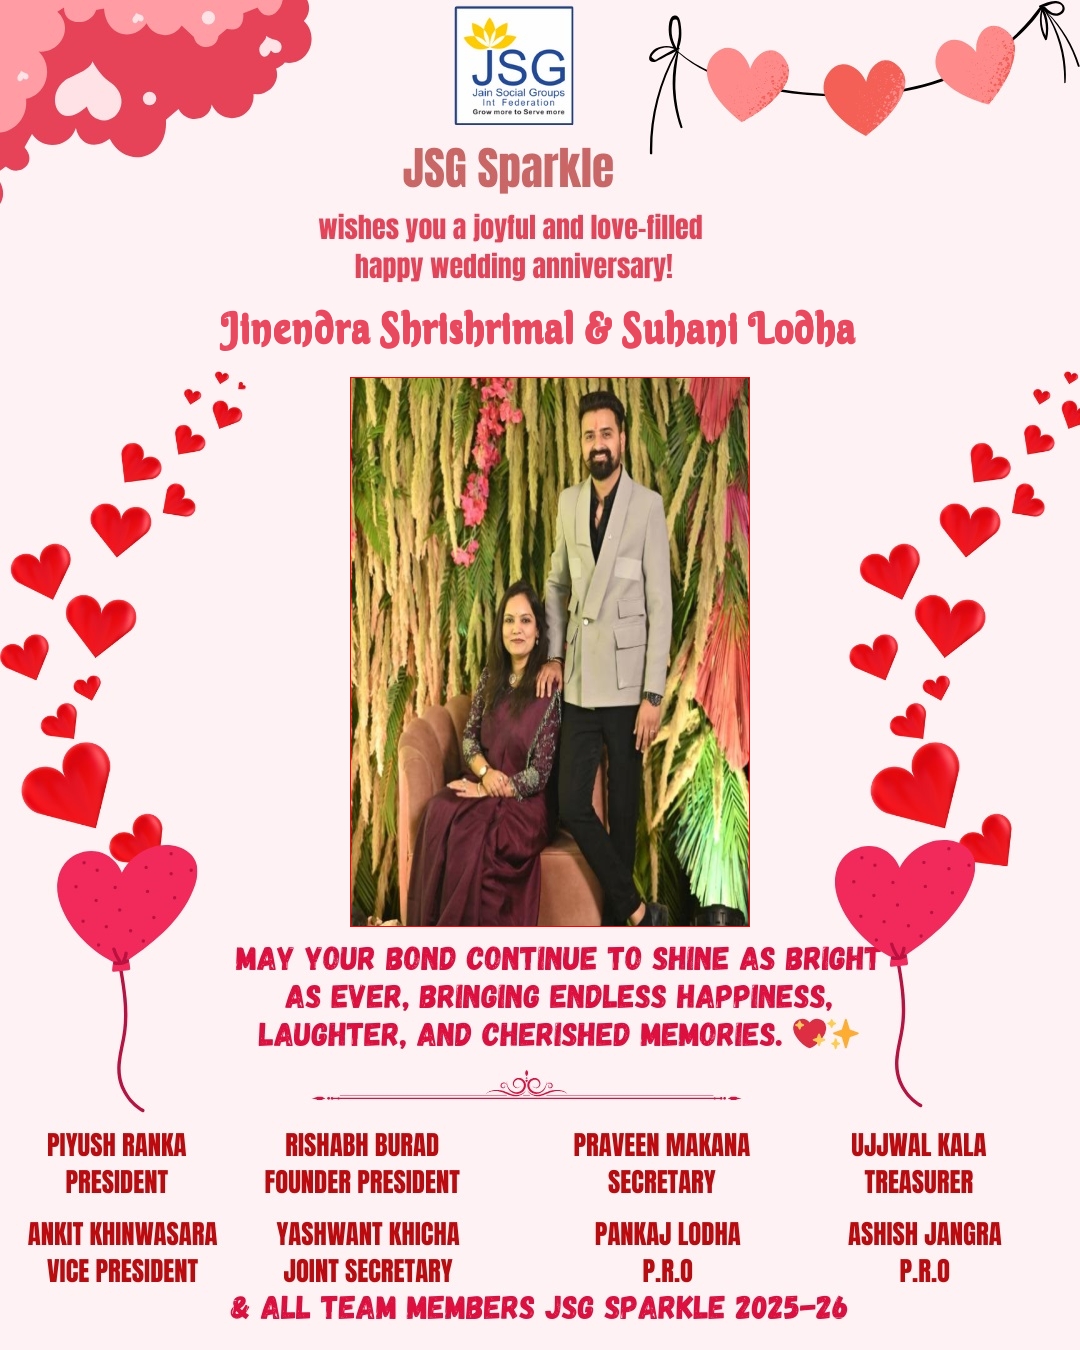 JSG
Jain Social Groups
Int Federation
Grow more to Serve more
JSG Sparkle
wishes you a joyful and love-filled
happy wedding anniversary!
Jinendra Shrishrimal & Suhani Lodha
MAY YOUR BOND CONTINUE TO SHINE AS BRIGHT
AS EVER, BRINGING ENDLESS HAPPINESS,
LAUGHTER, AND CHERISHED MEMORIES. 💖✨
PIYUSH RANKA
PRESIDENT
RISHABH BURAD
FOUNDER PRESIDENT
PRAVEEN MAKANA
SECRETARY
UJJWAL KALA
TREASURER
ANKIT KHINWASARA
VICE PRESIDENT
YASHWANT KHICHA
JOINT SECRETARY
PANKAJ LODHA
P.R.O
ASHISH JANGRA
P.R.O
& ALL TEAM MEMBERS JSG SPARKLE 2025-26